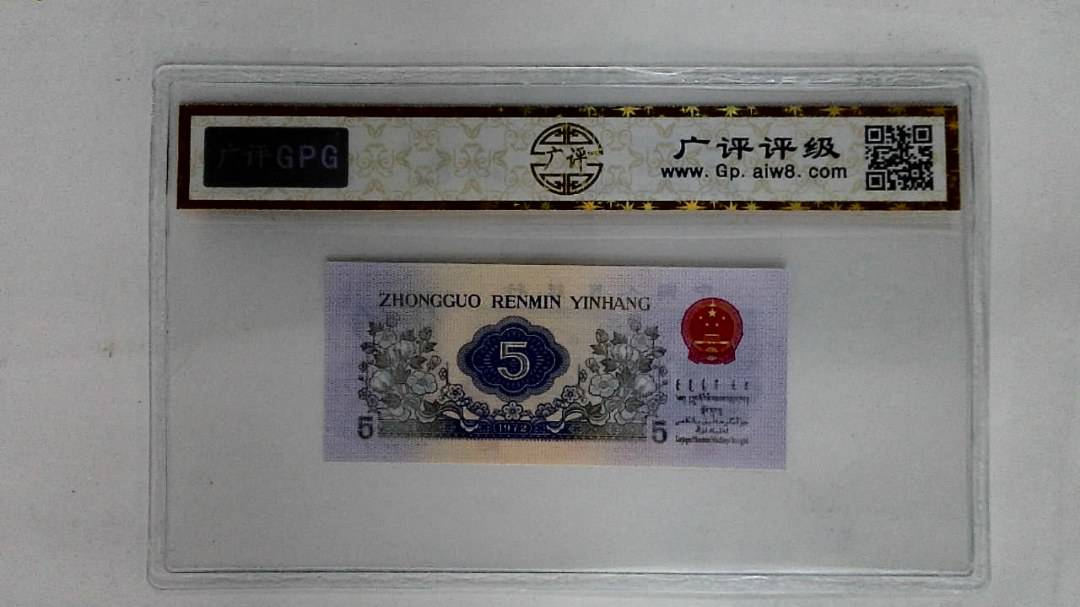 广评GPG
广评
广评评级
www. Gp. aiw8. com
ZHONGGUO RENMIN YINHANG
5
5
1972
5